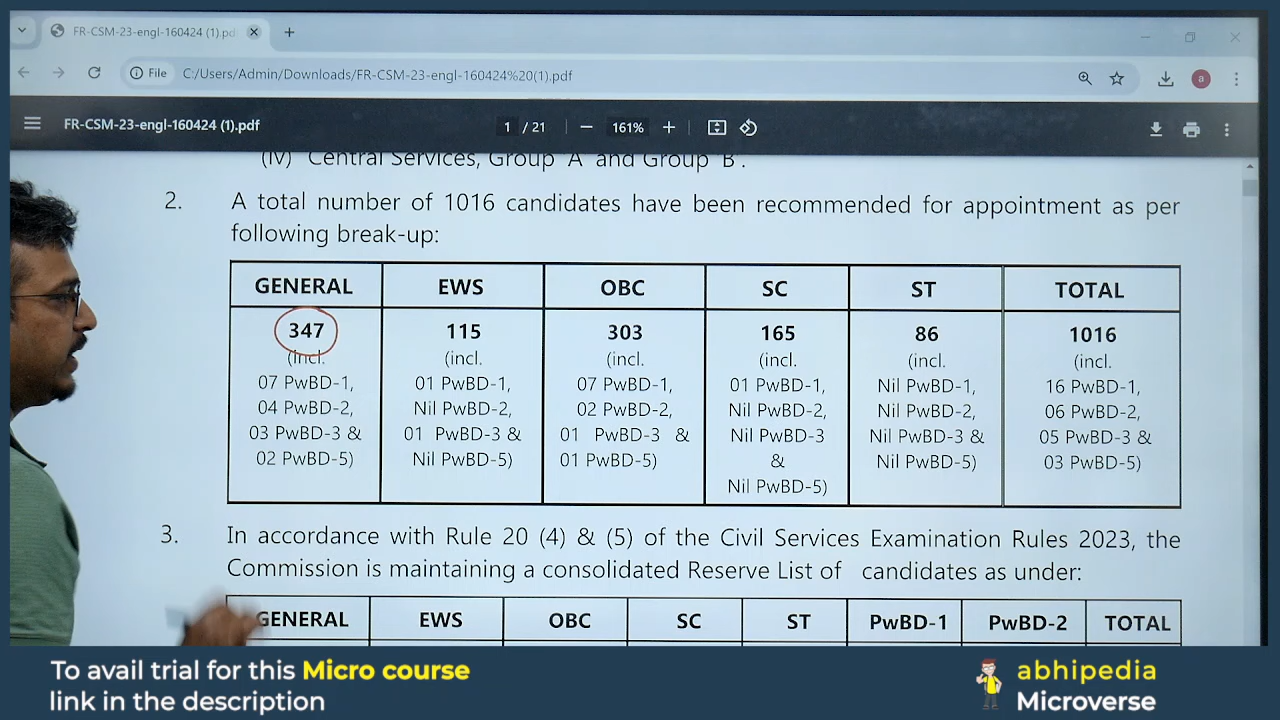 FR-CSM-23-engl-160424 (1).pd
File C:/Users/Admin/Downloads/FR-CSM-23-engl-160424%20(1).pdf
a
FR-CSM-23-engl-160424 (1).pdf
1 / 21
161%
(iv) Central Services, Group 'A' and Group 'B'.
2. A total number of 1016 candidates have been recommended for appointment as per
following break-up:
GENERAL EWS OBC SC ST TOTAL
347 115 303 165 86 1016
(incl. (incl. (incl. (incl. (incl. (incl.
07 PwBD-1, 01 PwBD-1, 07 PwBD-1, 01 PwBD-1, Nil PwBD-1, 16 PwBD-1,
04 PwBD-2, Nil PwBD-2, 02 PwBD-2, Nil PwBD-2, Nil PwBD-2, 06 PwBD-2,
03 PwBD-3 & 01 PwBD-3 & 01 PwBD-3 & Nil PwBD-3 Nil PwBD-3 & 05 PwBD-3 &
02 PwBD-5) Nil PwBD-5) 01 PwBD-5) & Nil PwBD-5) 03 PwBD-5)
Nil PwBD-5)
3. In accordance with Rule 20 (4) & (5) of the Civil Services Examination Rules 2023, the
Commission is maintaining a consolidated Reserve List of candidates as under:
GENERAL EWS OBC SC ST PwBD-1 PwBD-2 TOTAL
To avail trial for this Micro course
link in the description
abhipedia
Microverse